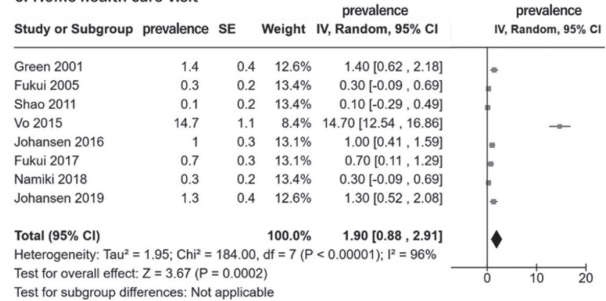 prevalence prevalence
Study or Subgroup prevalence SE Weight IV, Random, 95% CI IV, Random, 95% CI
Green 2001 1.4 0.4 12.6% 1.40 [0.62 , 2.18]
Fukui 2005 0.3 0.2 13.4% 0.30 [-0.09 , 0.69]
Shao 2011 0.1 0.2 13.4% 0.10 [-0.29 , 0.49]
Vo 2015 14.7 1.1 8.4% 14.70 [12.54 , 16.86]
Johansen 2016 1 0.3 13.1% 1.00 [0.41 , 1.59]
Fukui 2017 0.7 0.3 13.1% 0.70 [0.11 , 1.29]
Namiki 2018 0.3 0.2 13.4% 0.30 [-0.09 , 0.69]
Johansen 2019 1.3 0.4 12.6% 1.30 [0.52 , 2.08]
Total (95% CI) 100.0% 1.90 [0.88 , 2.91]
Heterogeneity: Tau² = 1.95; Chi² = 184.00, df = 7 (P < 0.00001); I² = 96%
Test for overall effect: Z = 3.67 (P = 0.0002)
Test for subgroup differences: Not applicable
0 10 20